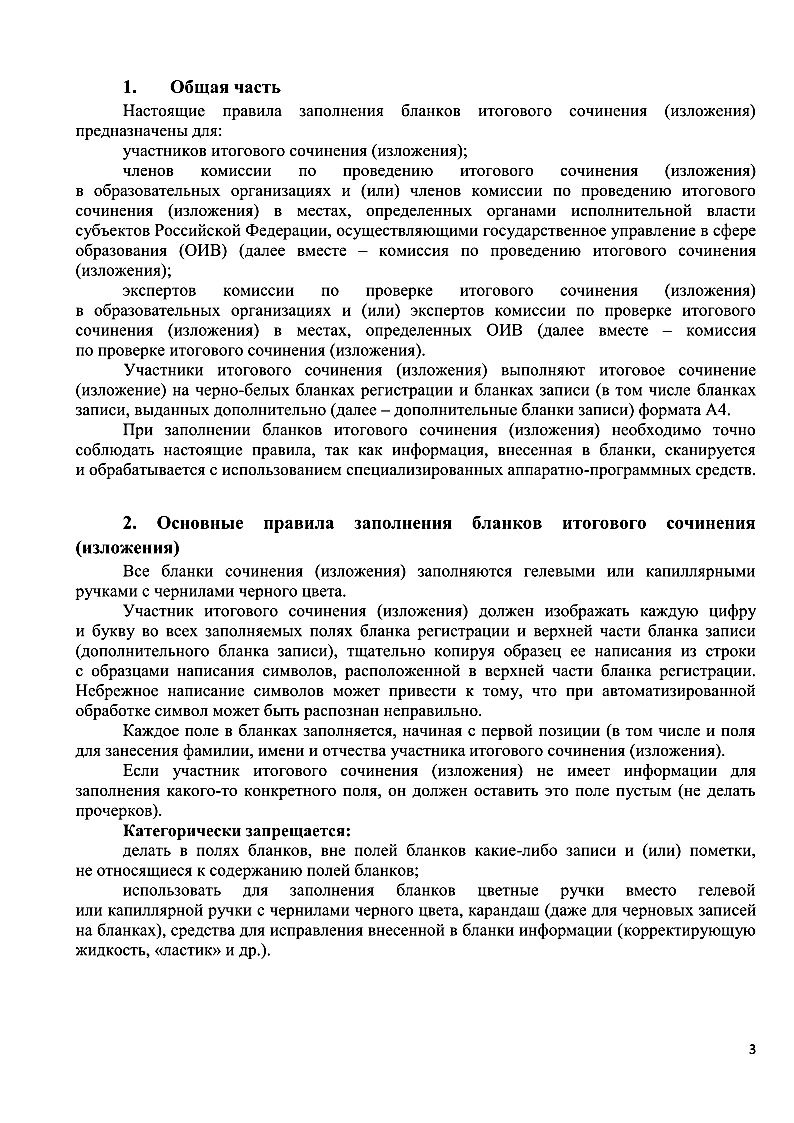 1. Общая часть
Настоящие правила заполнения бланков итогового сочинения (изложения)
предназначены для:
участников итогового сочинения (изложения);
членов комиссии по проведению итогового сочинения (изложения)
в образовательных организациях и (или) членов комиссии по проведению итогового
сочинения (изложения) в местах, определенных органами исполнительной власти
субъектов Российской Федерации, осуществляющими государственное управление в сфере
образования (ОИВ) (далее вместе – комиссия по проведению итогового сочинения
(изложения);
экспертов комиссии по проверке итогового сочинения (изложения)
в образовательных организациях и (или) экспертов комиссии по проверке итогового
сочинения (изложения) в местах, определенных ОИВ (далее вместе – комиссия
по проверке итогового сочинения (изложения).
Участники итогового сочинения (изложения) выполняют итоговое сочинение
(изложение) на черно-белых бланках регистрации и бланках записи (в том числе бланках
записи, выданных дополнительно (далее – дополнительные бланки записи) формата А4.
При заполнении бланков итогового сочинения (изложения) необходимо точно
соблюдать настоящие правила, так как информация, внесенная в бланки, сканируется
и обрабатывается с использованием специализированных аппаратно-программных средств.
2. Основные правила заполнения бланков итогового сочинения
(изложения)
Все бланки сочинения (изложения) заполняются гелевыми или капиллярными
ручками с чернилами черного цвета.
Участник итогового сочинения (изложения) должен изображать каждую цифру
и букву во всех заполняемых полях бланка регистрации и верхней части бланка записи
(дополнительного бланка записи), тщательно копируя образец ее написания из строки
с образцами написания символов, расположенной в верхней части бланка регистрации.
Небрежное написание символов может привести к тому, что при автоматизированной
обработке символ может быть распознан неправильно.
Каждое поле в бланках заполняется, начиная с первой позиции (в том числе и поля
для занесения фамилии, имени и отчества участника итогового сочинения (изложения).
Если участник итогового сочинения (изложения) не имеет информации для
заполнения какого-то конкретного поля, он должен оставить это поле пустым (не делать
прочерков).
Категорически запрещается:
делать в полях бланков, вне полей бланков какие-либо записи и (или) пометки,
не относящиеся к содержанию полей бланков;
использовать для заполнения бланков цветные ручки вместо гелевой
или капиллярной ручки с чернилами черного цвета, карандаш (даже для черновых записей
на бланках), средства для исправления внесенной в бланки информации (корректирующую
жидкость, «ластик» и др.).
3